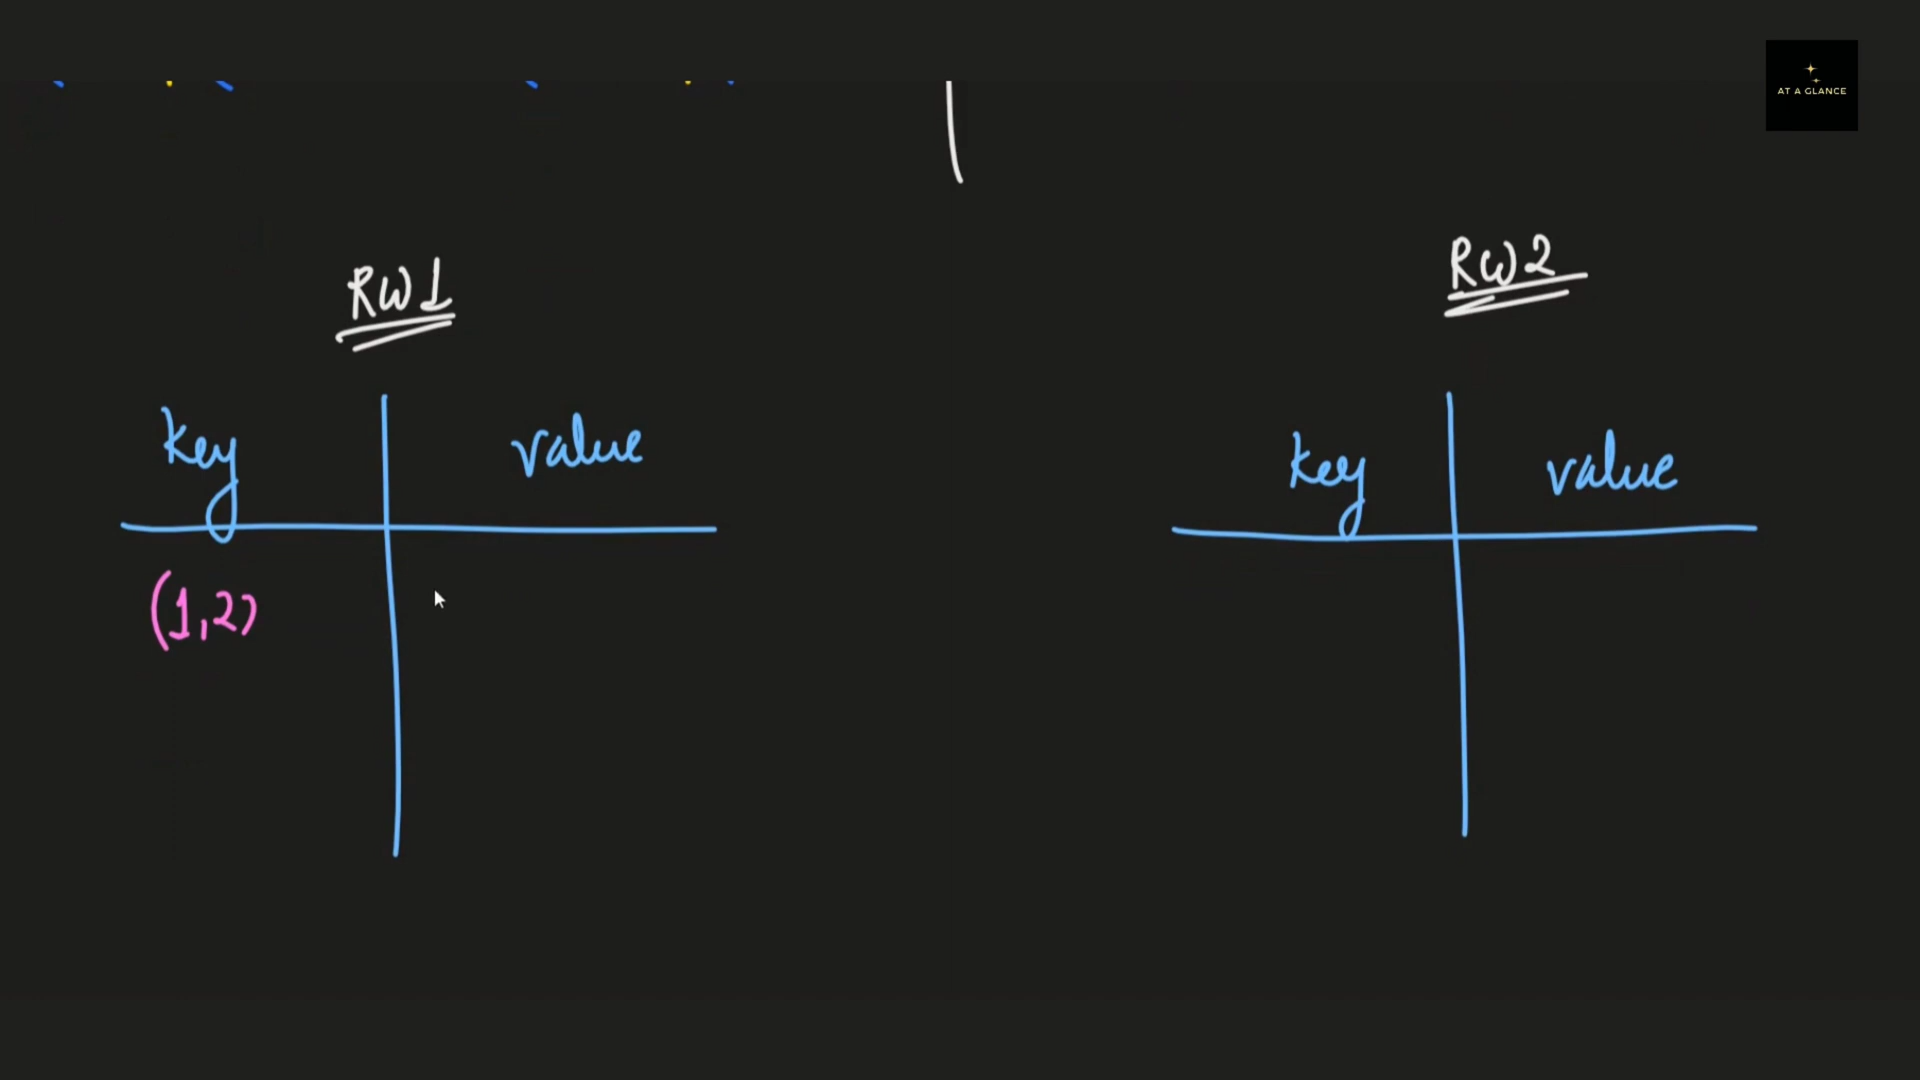 AT A GLANCE
RW1
RW2
key value
key value
(1,2)